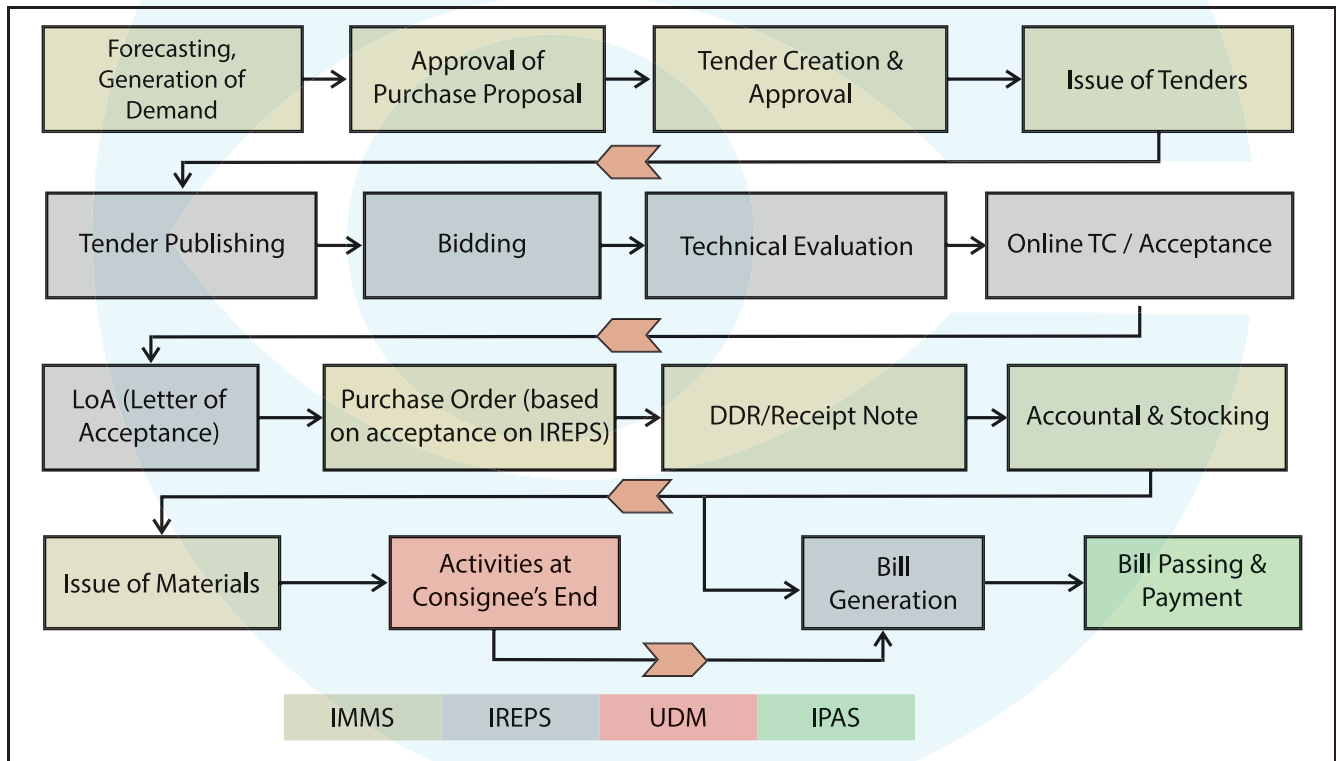 Forecasting,
Generation of
Demand
Approval of
Purchase Proposal
Tender Creation &
Approval
Issue of Tenders
Tender Publishing
Bidding
Technical Evaluation
Online TC / Acceptance
LoA (Letter of
Acceptance)
Purchase Order (based
on acceptance on IREPS)
DDR/Receipt Note
Accountal & Stocking
Issue of Materials
Activities at
Consignee's End
Bill
Generation
Bill Passing &
Payment
IMMS
IREPS
UDM
IPAS